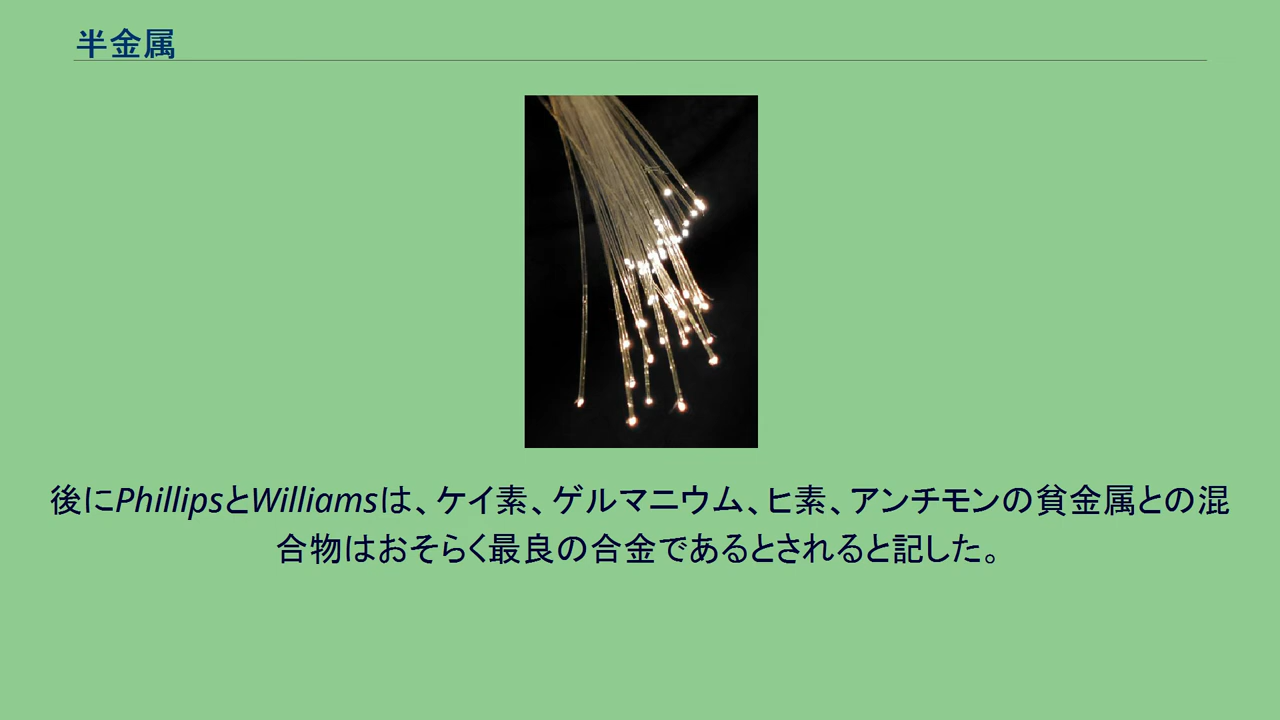 半金属
後にPhillipsとWilliamsは、ケイ素、ゲルマニウム、ヒ素、アンチモンの貧金属との混
合物はおそらく最良の合金であるとされると記した。